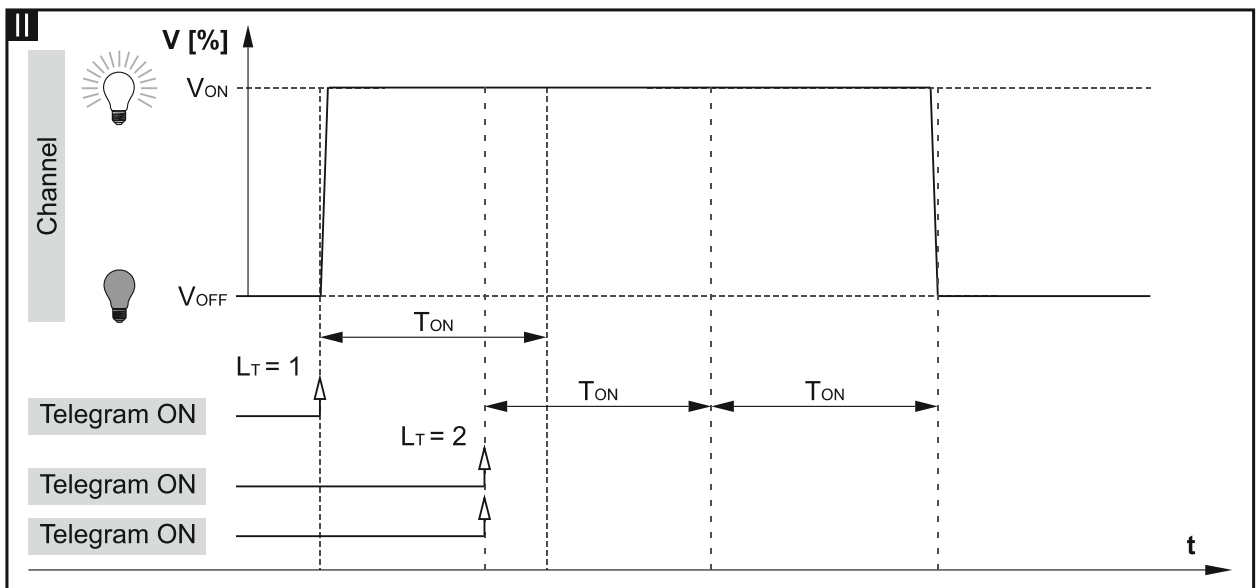 II
V [%]
VON
Channel
VOFF
TON
LT = 1
TON
TON
Telegram ON
LT = 2
Telegram ON
Telegram ON
t